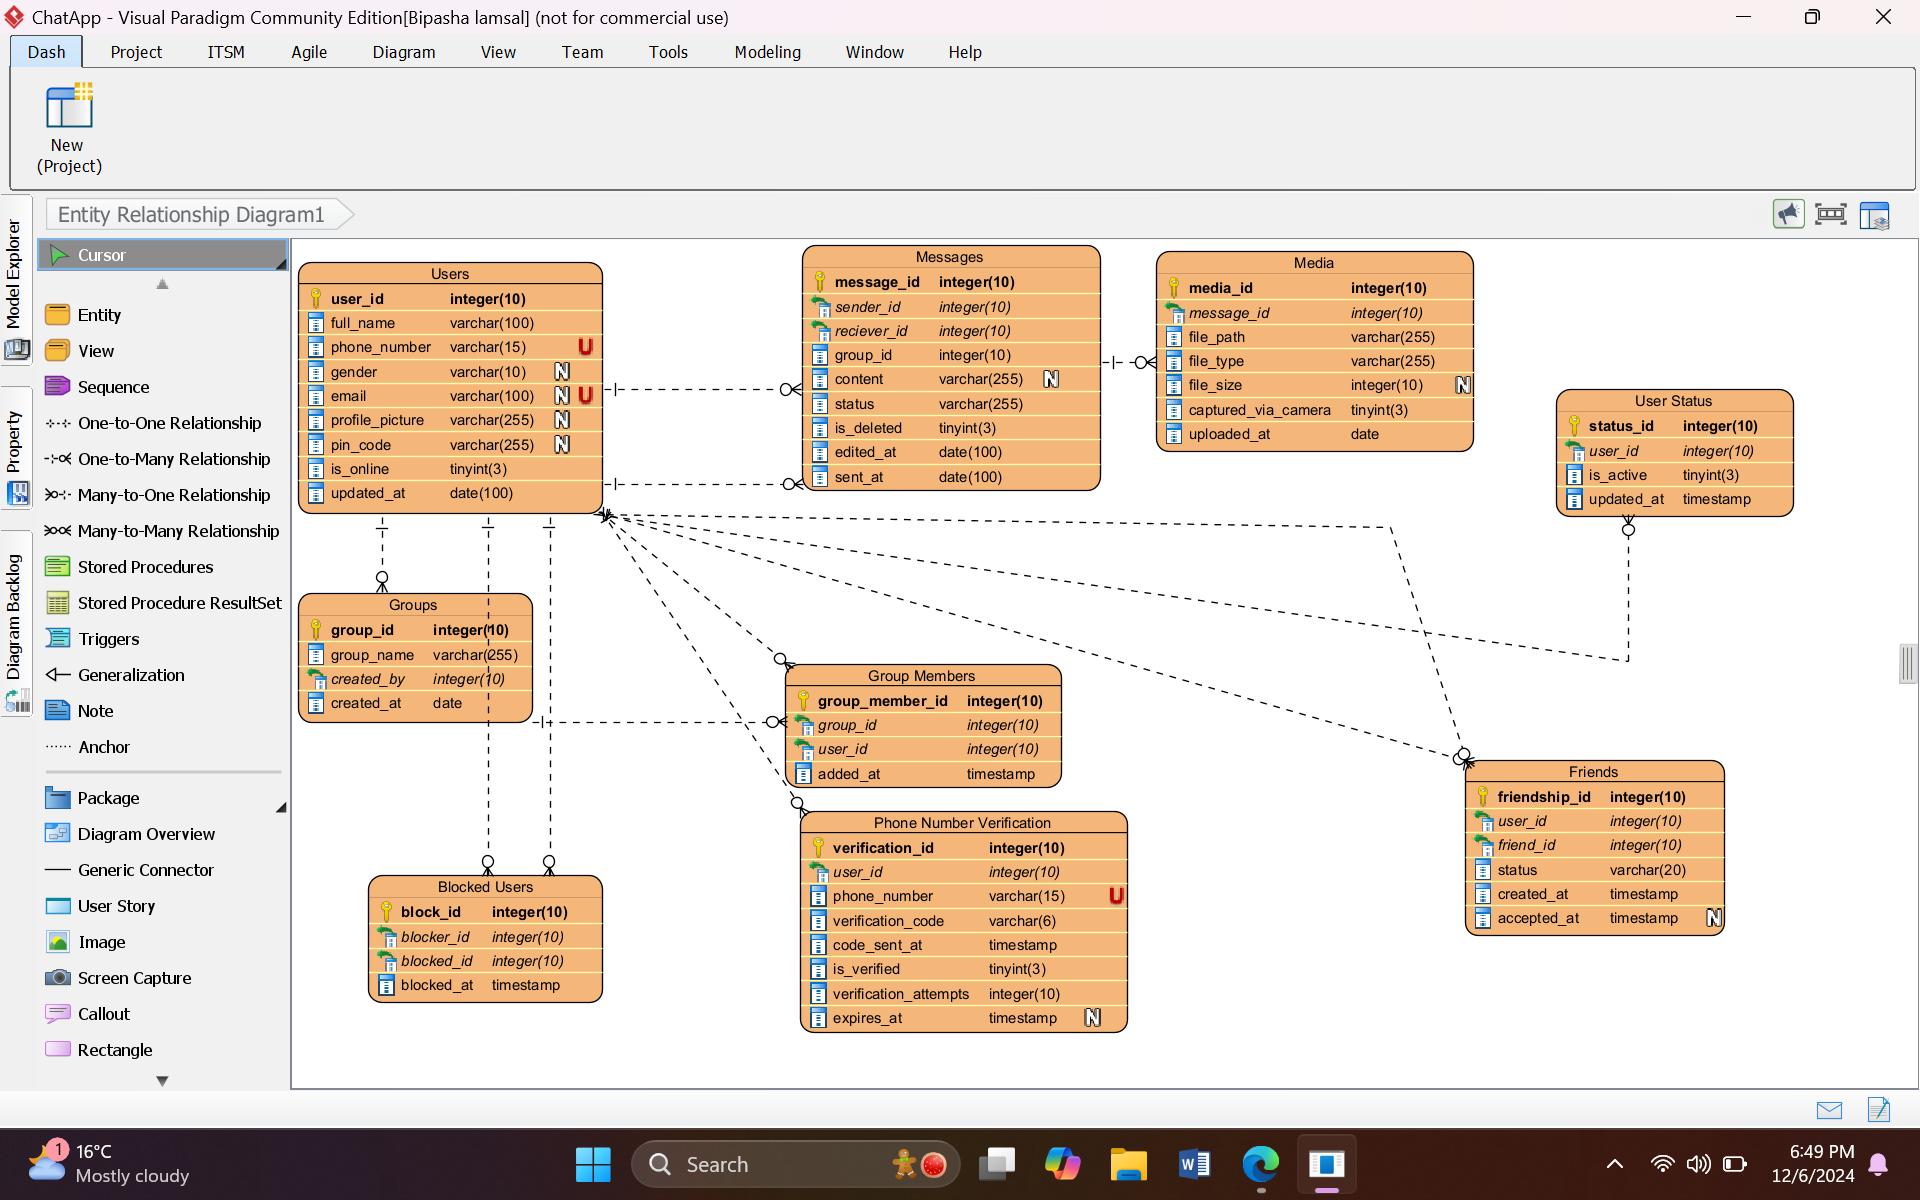 ChatApp - Visual Paradigm Community Edition[Bipasha lamsal] (not for commercial use)
Dash Project ITSM Agile Diagram View Team Tools Modeling Window Help
New
(Project)
Model Explorer
Property
Diagram Backlog
Entity Relationship Diagram1
Cursor
Entity
View
Sequence
One-to-One Relationship
One-to-Many Relationship
Many-to-One Relationship
Many-to-Many Relationship
Stored Procedures
Stored Procedure ResultSet
Triggers
Generalization
Note
Anchor
Package
Diagram Overview
Generic Connector
User Story
Image
Screen Capture
Callout
Rectangle
Users
user_id integer(10)
full_name varchar(100)
phone_number varchar(15) U
gender varchar(10) N
email varchar(100) N U
profile_picture varchar(255) N
pin_code varchar(255) N
is_online tinyint(3)
updated_at date(100)
Messages
message_id integer(10)
sender_id integer(10)
reciever_id integer(10)
group_id integer(10)
content varchar(255) N
status varchar(255)
is_deleted tinyint(3)
edited_at date(100)
sent_at date(100)
Media
media_id integer(10)
message_id integer(10)
file_path varchar(255)
file_type varchar(255)
file_size integer(10) N
captured_via_camera tinyint(3)
uploaded_at date
User Status
status_id integer(10)
user_id integer(10)
is_active tinyint(3)
updated_at timestamp
Groups
group_id integer(10)
group_name varchar(255)
created_by integer(10)
created_at date
Group Members
group_member_id integer(10)
group_id integer(10)
user_id integer(10)
added_at timestamp
Friends
friendship_id integer(10)
user_id integer(10)
friend_id integer(10)
status varchar(20)
created_at timestamp
accepted_at timestamp N
Phone Number Verification
verification_id integer(10)
user_id integer(10)
phone_number varchar(15) U
verification_code varchar(6)
code_sent_at timestamp
is_verified tinyint(3)
verification_attempts integer(10)
expires_at timestamp N
Blocked Users
block_id integer(10)
blocker_id integer(10)
blocked_id integer(10)
blocked_at timestamp
1
16°C
Mostly cloudy
Search
W
6:49 PM
12/6/2024